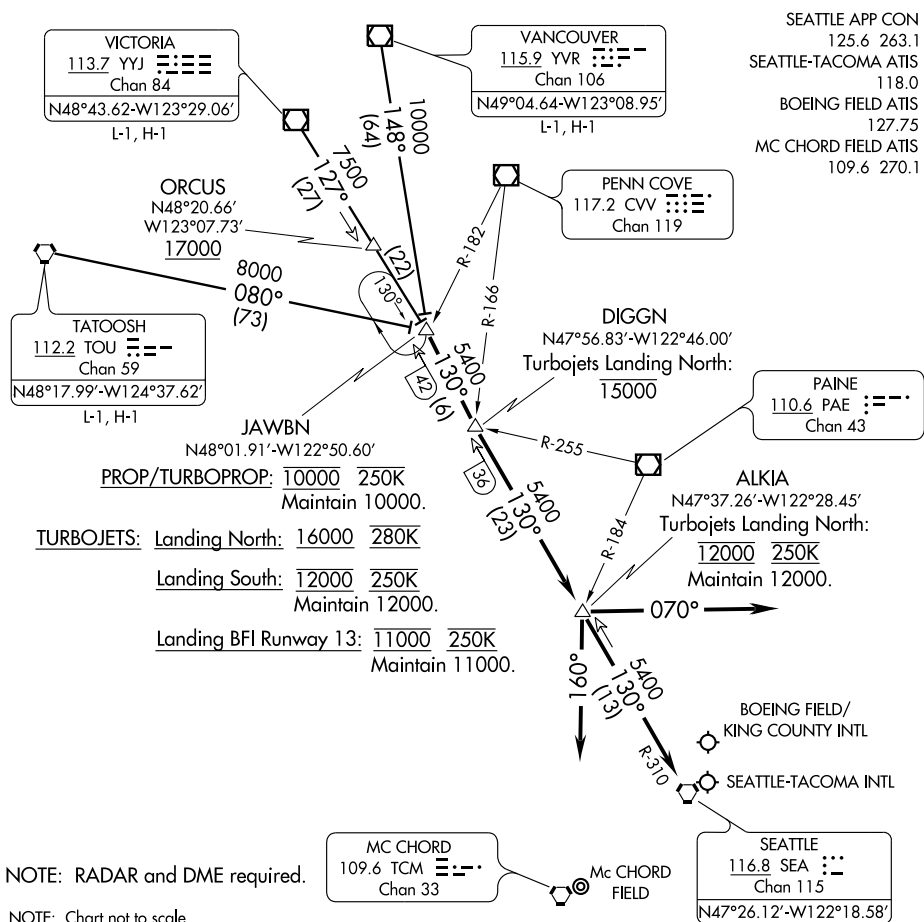 VICTORIA
113.7 YYJ
Chan 84
N48°43.62-W123°29.06′
L-1, H-1
VANCOUVER
115.9 YVR
Chan 106
N49°04.64-W123°08.95′
L-1, H-1
SEATTLE APP CON
125.6 263.1
SEATTLE-TACOMA ATIS
118.0
BOEING FIELD ATIS
127.75
MC CHORD FIELD ATIS
109.6 270.1
10000
148°
(64)
7500
127°
(27)
ORCUS
N48°20.66′
W123°07.73′
17000
(22)
PENN COVE
117.2 CVV
Chan 119
R-182
R-166
8000
080°
(73)
130°
TATOOSH
112.2 TOU
Chan 59
N48°17.99′-W124°37.62′
L-1, H-1
DIGGN
N47°56.83′-W122°46.00′
Turbojets Landing North:
15000
5400
130°
(6)
42
JAWBN
N48°01.91′-W122°50.60′
PROP/TURBOPROP: 10000 250K
Maintain 10000.
TURBOJETS: Landing North: 16000 280K
Landing South: 12000 250K
Maintain 12000.
Landing BFI Runway 13: 11000 250K
Maintain 11000.
PAINE
110.6 PAE
Chan 43
R-255
R-184
36
5400
130°
(23)
ALKIA
N47°37.26′-W122°28.45′
Turbojets Landing North:
12000 250K
Maintain 12000.
070°
160°
5400
130°
(13)
R-310
BOEING FIELD/
KING COUNTY INTL
SEATTLE-TACOMA INTL
SEATTLE
116.8 SEA
Chan 115
N47°26.12′-W122°18.58′
MC CHORD
109.6 TCM
Chan 33
Mc CHORD
FIELD
NOTE: RADAR and DME required.
NOTE: Chart not to scale